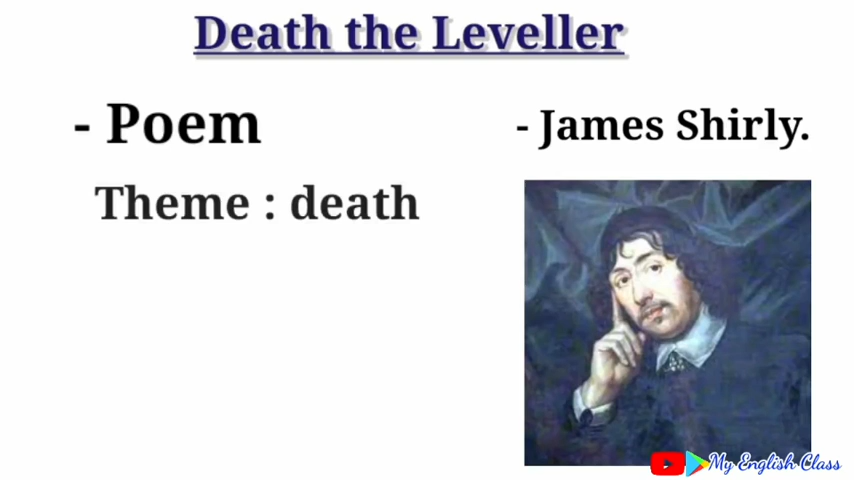 Death the Leveller
- Poem
- James Shirly.
Theme : death
My English Class